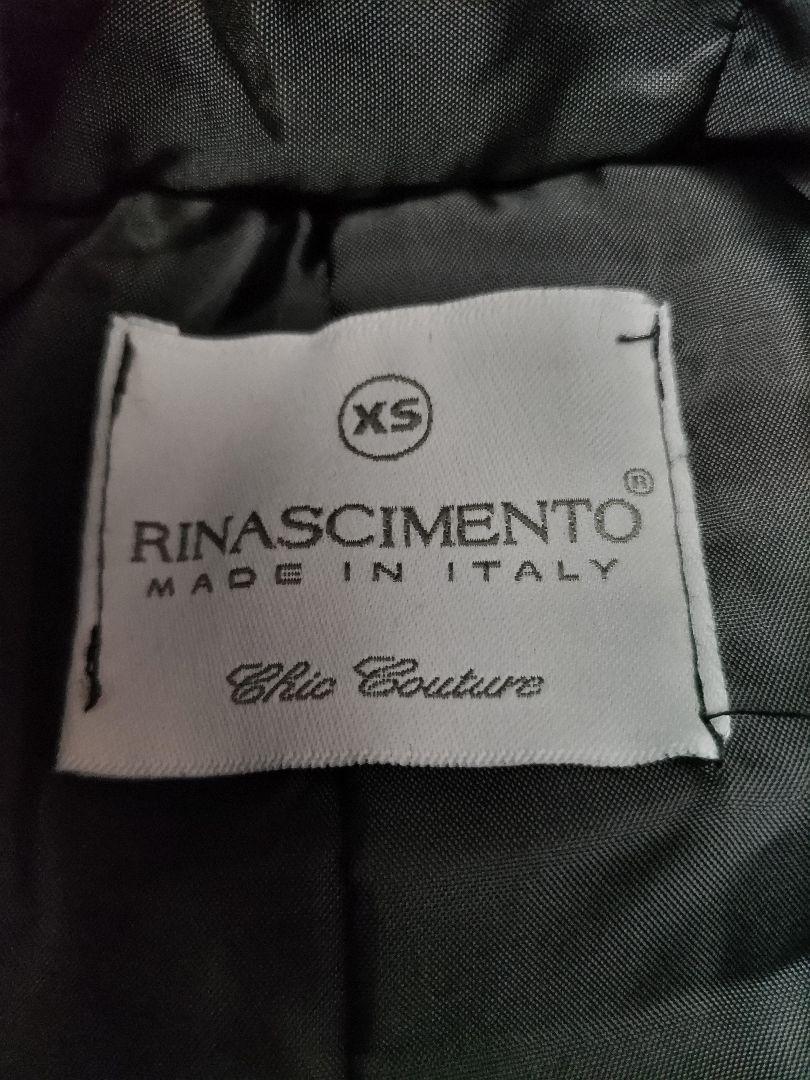 XS
RINASCIMENTO®
MADE IN ITALY
Chic Couture